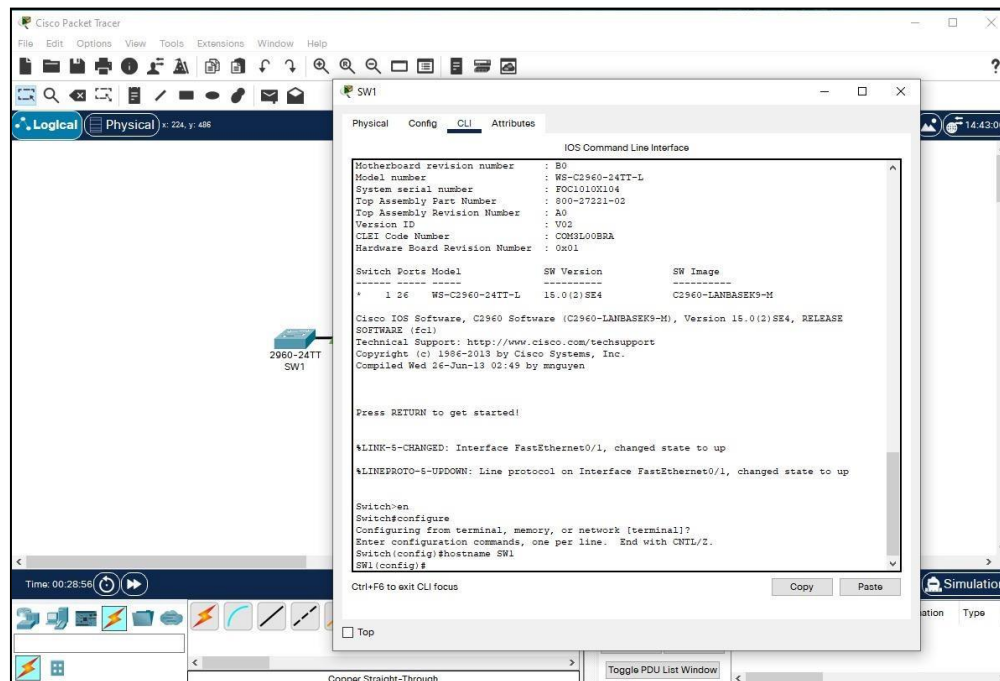 Cisco Packet Tracer
File Edit Options View Tools Extensions Window Help
?
Logical Physical x: 224, y: 486
14:43:0
2960-24TT
SW1
SW1
Physical Config CLI Attributes
IOS Command Line Interface
Motherboard revision number : B0
Model number : WS-C2960-24TT-L
System serial number : FOC1010X104
Top Assembly Part Number : 800-27221-02
Top Assembly Revision Number : A0
Version ID : V02
CLEI Code Number : COM3L00BRA
Hardware Board Revision Number : 0x01
Switch Ports Model SW Version SW Image
------ ----- ----- ---------- ----------
* 1 26 WS-C2960-24TT-L 15.0(2)SE4 C2960-LANBASEK9-M
Cisco IOS Software, C2960 Software (C2960-LANBASEK9-M), Version 15.0(2)SE4, RELEASE
SOFTWARE (fc1)
Technical Support: http://www.cisco.com/techsupport
Copyright (c) 1986-2013 by Cisco Systems, Inc.
Compiled Wed 26-Jun-13 02:49 by mnguyen
Press RETURN to get started!
%LINK-5-CHANGED: Interface FastEthernet0/1, changed state to up
%LINEPROTO-5-UPDOWN: Line protocol on Interface FastEthernet0/1, changed state to up
Switch>en
Switch#configure
Configuring from terminal, memory, or network [terminal]?
Enter configuration commands, one per line. End with CNTL/Z.
Switch(config)#hostname SW1
SW1(config)#
Ctrl+F6 to exit CLI focus
Copy Paste
Top
Time: 00:28:56
Simulation
ation Type
Toggle PDU List Window
Copper Straight-Through